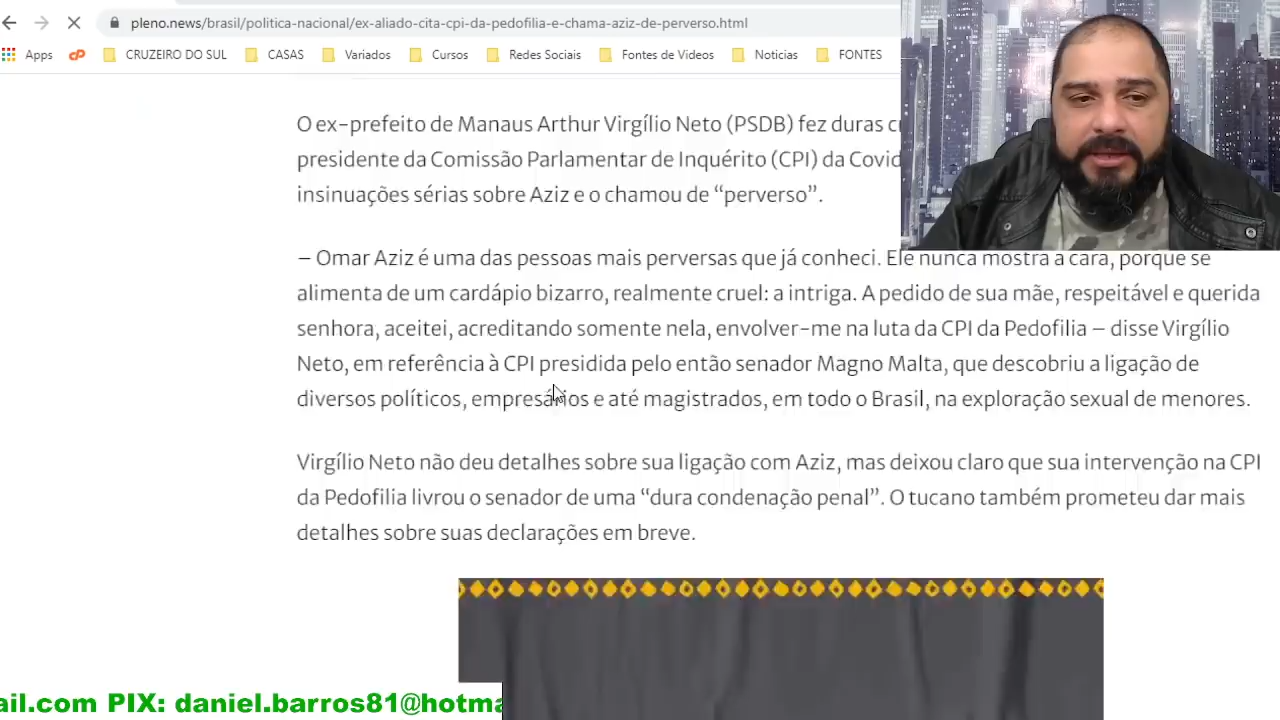 pleno.news/brasil/politica-nacional/ex-aliado-cita-cpi-da-pedofilia-e-chama-aziz-de-perverso.html
Apps CRUZEIRO DO SUL CASAS Variados Cursos Redes Sociais Fontes de Videos Noticias FONTES
O ex-prefeito de Manaus Arthur Virgílio Neto (PSDB) fez duras
presidente da Comissão Parlamentar de Inquérito (CPI) da Covid
insinuações sérias sobre Aziz e o chamou de “perverso”.
– Omar Aziz é uma das pessoas mais perversas que já conheci. Ele nunca mostra a cara, porque se
alimenta de um cardápio bizarro, realmente cruel: a intriga. A pedido de sua mãe, respeitável e querida
senhora, aceitei, acreditando somente nela, envolver-me na luta da CPI da Pedofilia – disse Virgílio
Neto, em referência à CPI presidida pelo então senador Magno Malta, que descobriu a ligação de
diversos políticos, empresários e até magistrados, em todo o Brasil, na exploração sexual de menores.
Virgílio Neto não deu detalhes sobre sua ligação com Aziz, mas deixou claro que sua intervenção na CPI
da Pedofilia livrou o senador de uma “dura condenação penal”. O tucano também prometeu dar mais
detalhes sobre suas declarações em breve.
ail.com PIX: daniel.barros81@hotma